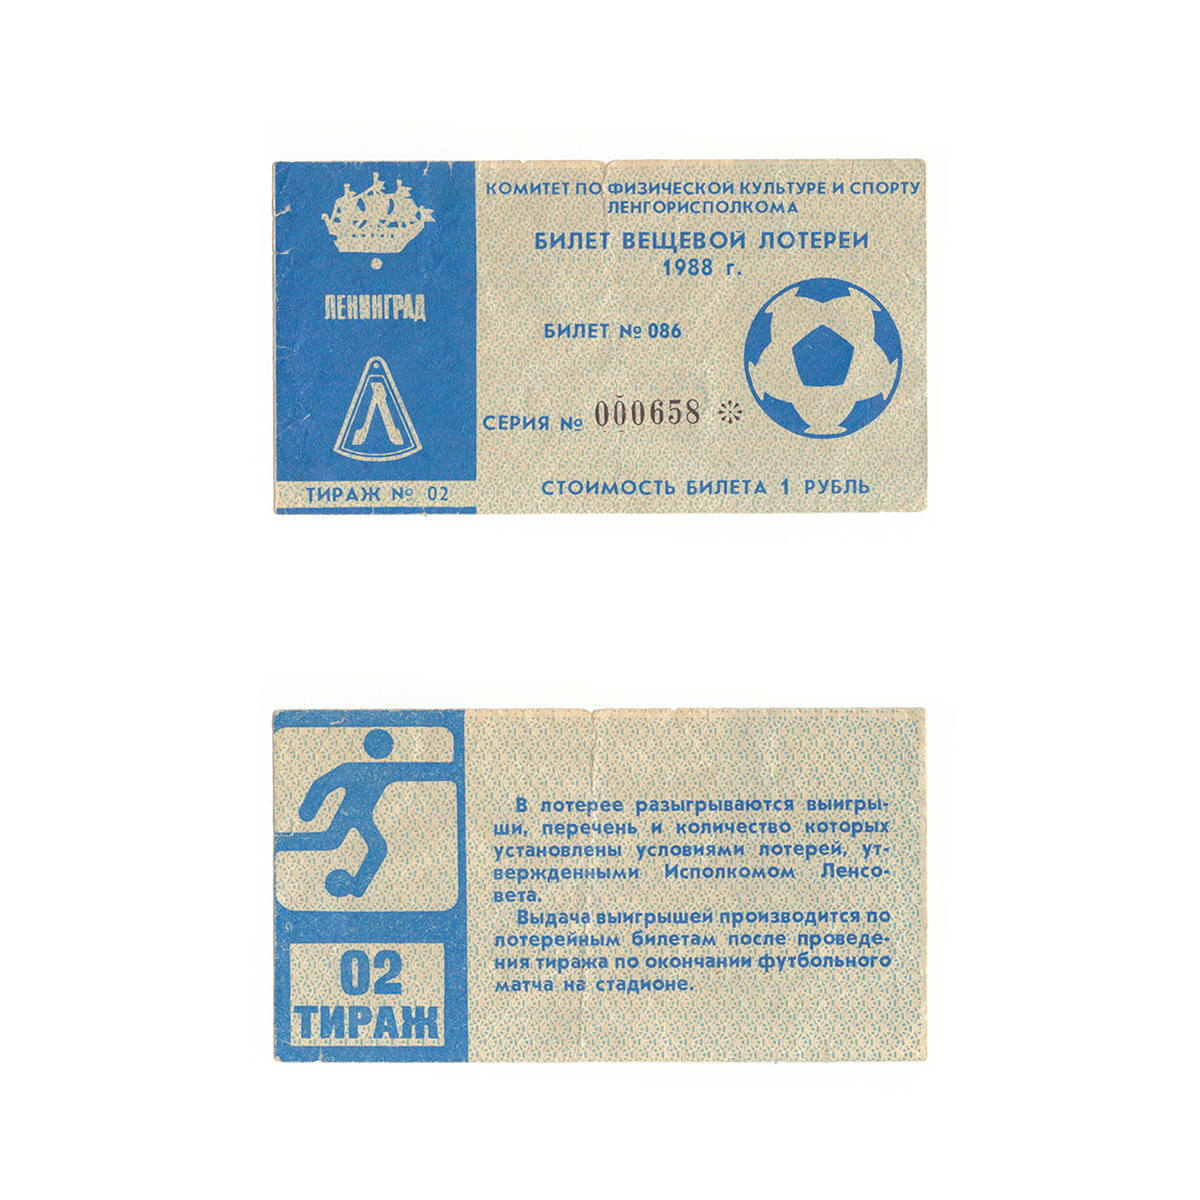 ЛЕНИНГРАД
Л
ТИРАЖ № 02
КОМИТЕТ ПО ФИЗИЧЕСКОЙ КУЛЬТУРЕ И СПОРТУ
ЛЕНГОРИСПОЛКОМА
БИЛЕТ ВЕЩЕВОЙ ЛОТЕРЕИ
1988 г.
БИЛЕТ № 086
СЕРИЯ № 000658
СТОИМОСТЬ БИЛЕТА 1 РУБЛЬ
02
ТИРАЖ
В лотерее разыгрываются выигры-
ши, перечень и количество которых
установлены условиями лотерей, ут-
вержденными Исполкомом Ленсо-
вета.
Выдача выигрышей производится по
лотерейным билетам после проведе-
ния тиража по окончании футбольного
матча на стадионе.